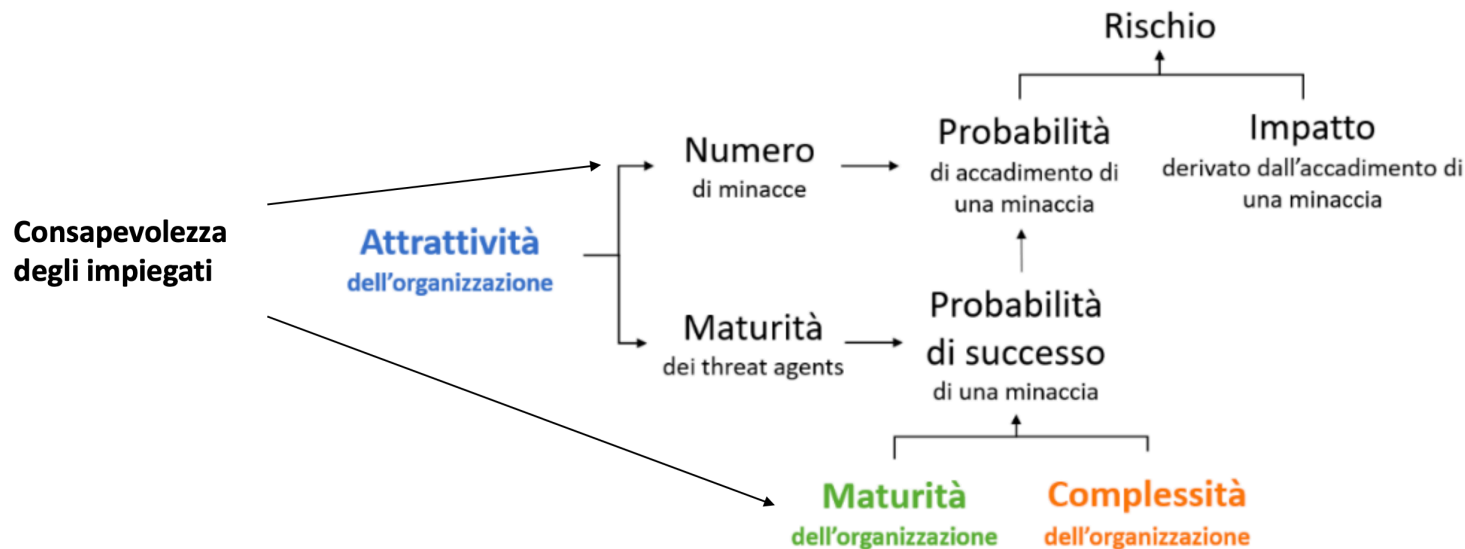 Rischio
Probabilità
di accadimento di
una minaccia
Impatto
derivato dall'accadimento di
una minaccia
Numero
di minacce
Consapevolezza
degli impiegati
Attrattività
dell'organizzazione
Maturità
dei threat agents
Probabilità
di successo
di una minaccia
Maturità
dell'organizzazione
Complessità
dell'organizzazione